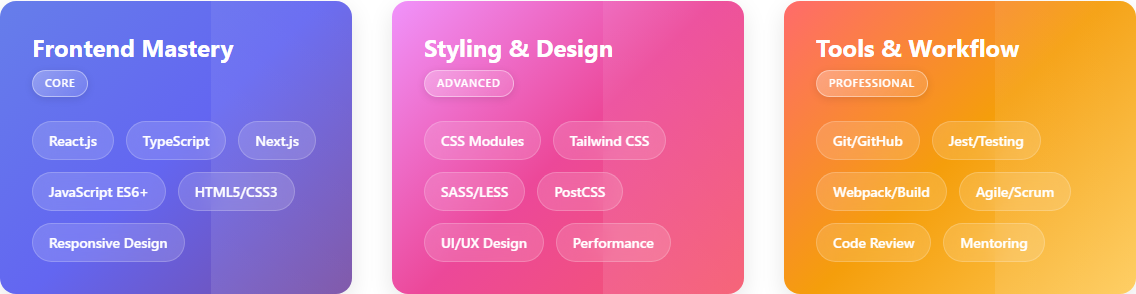 Frontend Mastery
CORE
React.js
TypeScript
Next.js
JavaScript ES6+
HTML5/CSS3
Responsive Design
Styling & Design
ADVANCED
CSS Modules
Tailwind CSS
SASS/LESS
PostCSS
UI/UX Design
Performance
Tools & Workflow
PROFESSIONAL
Git/GitHub
Jest/Testing
Webpack/Build
Agile/Scrum
Code Review
Mentoring